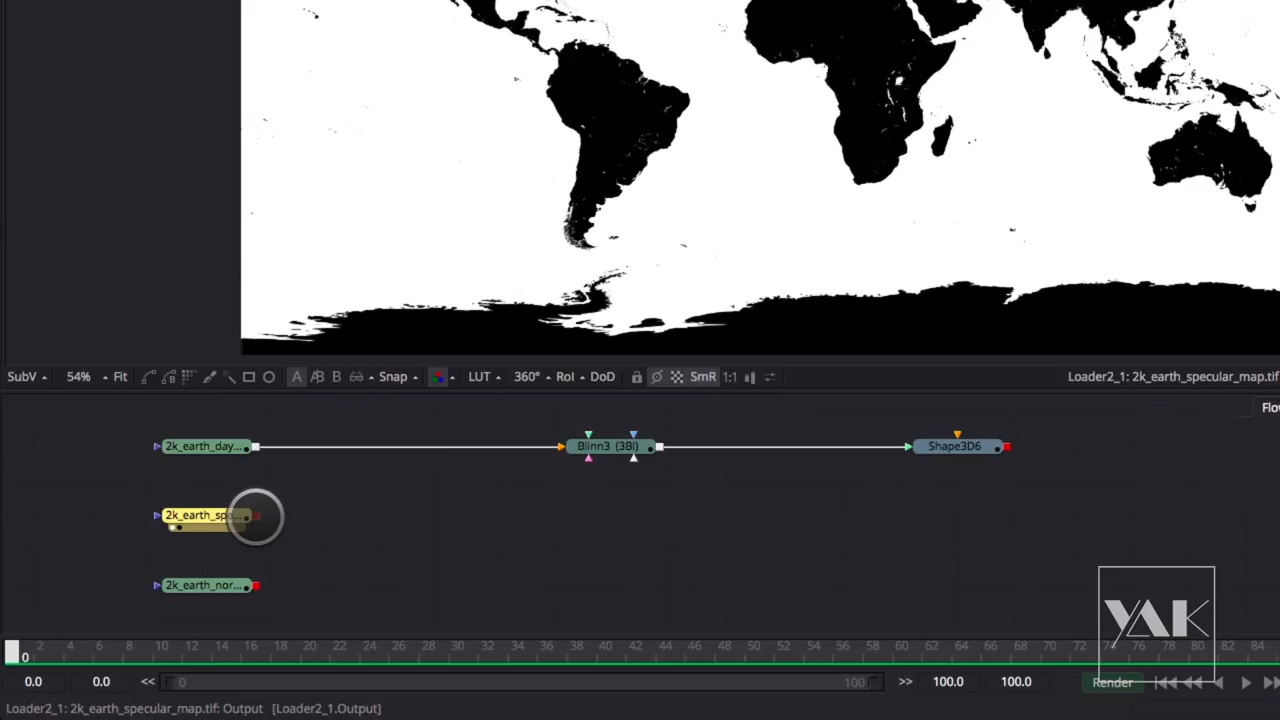 SubV 54% Fit A B B Snap LUT 360° RoI DoD SmR 1:1 Loader2_1: 2k_earth_specular_map.tif
Flo
2k_earth_day... Blinn3 (3Bl) Shape3D6
2k_earth_spe...
2k_earth_nor...
YAK
0 2 4 6 8 10 12 14 16 18 20 22 24 26 28 30 32 34 36 38 40 42 44 46 48 50 52 54 56 58 60 62 64 66 68 70 72 74 76 78 80 82 84
0.0 0.0 << 0 100 >> 100.0 100.0 Render
Loader2_1: 2k_earth_specular_map.tif: Output [Loader2_1.Output]